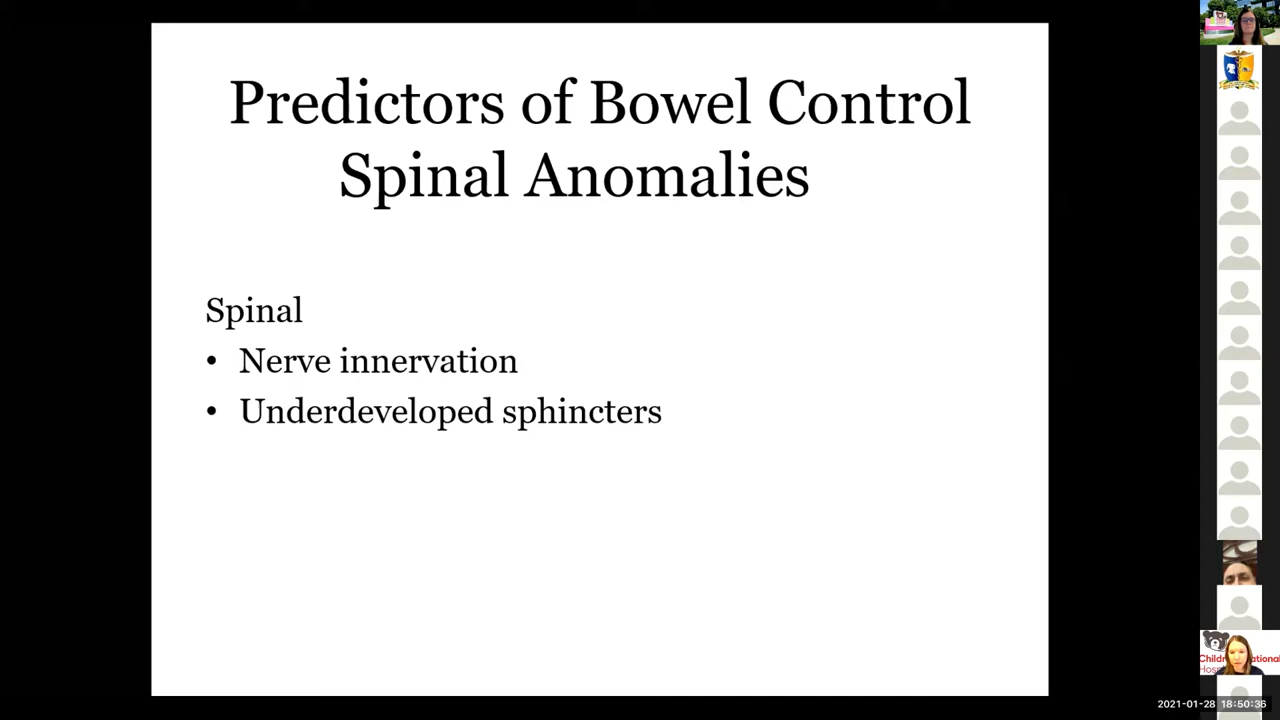 Predictors of Bowel Control
Spinal Anomalies
Spinal
• Nerve innervation
• Underdeveloped sphincters
2021-01-28 18:50:36